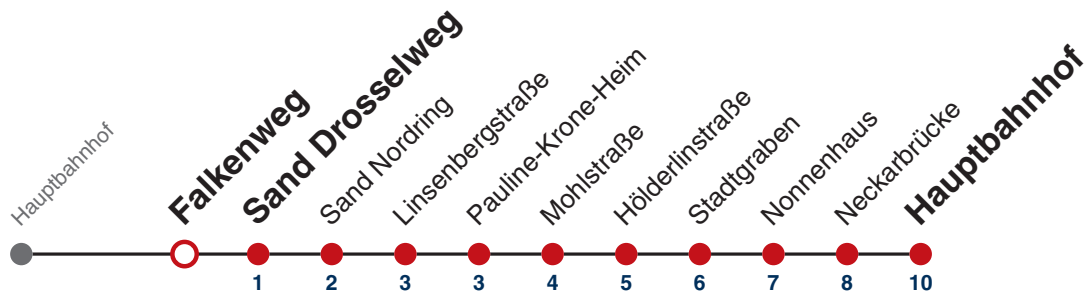 Hauptbahnhof
Falkenweg
Sand Drosselweg
Sand Nordring
Linsenbergstraße
Pauline-Krone-Heim
Mohlstraße
Hölderlinstraße
Stadtgraben
Nonnenhaus
Neckarbrücke
Hauptbahnhof
1 2 3 3 4 5 6 7 8 10